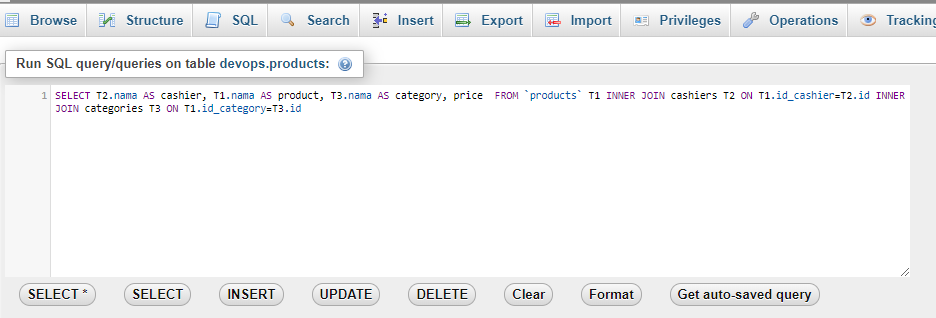 Browse Structure SQL Search Insert Export Import Privileges Operations Tracking
Run SQL query/queries on table devops.products:
1 SELECT T2.nama AS cashier, T1.nama AS product, T3.nama AS category, price  FROM `products` T1 INNER JOIN cashiers T2 ON T1.id_cashier=T2.id INNER
JOIN categories T3 ON T1.id_category=T3.id
SELECT * SELECT INSERT UPDATE DELETE Clear Format Get auto-saved query